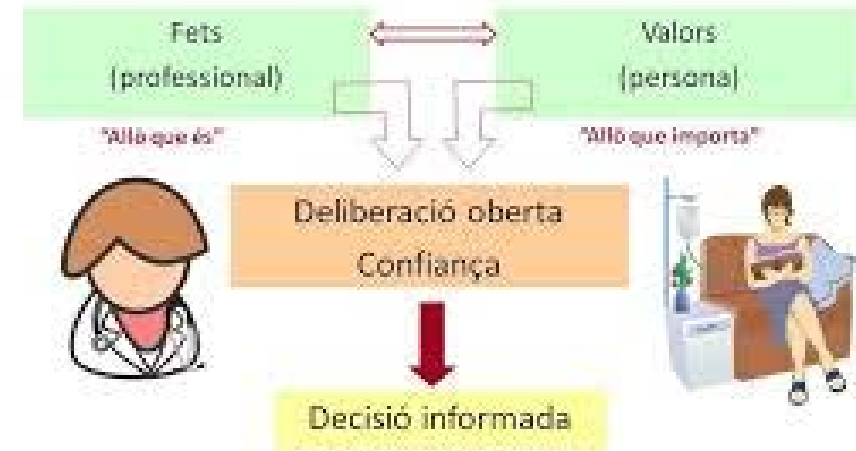 Fets
(professional)
Valors
(persona)
"Allò que és"
"Allò que importa"
Deliberació oberta
Confiança
Decisió informada